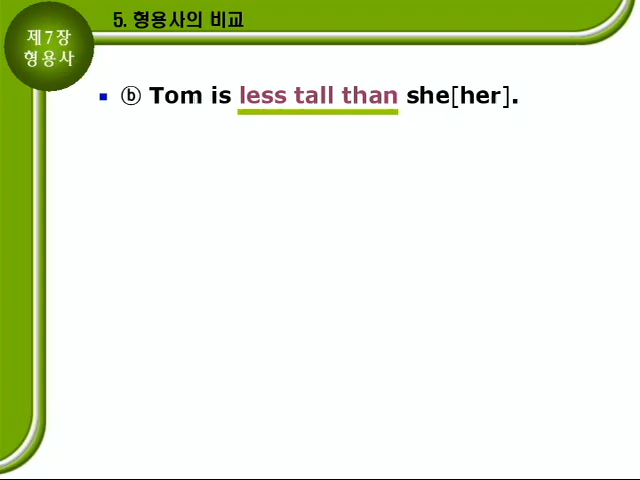 제7장
형용사
5. 형용사의 비교
ⓑ Tom is less tall than she[her].